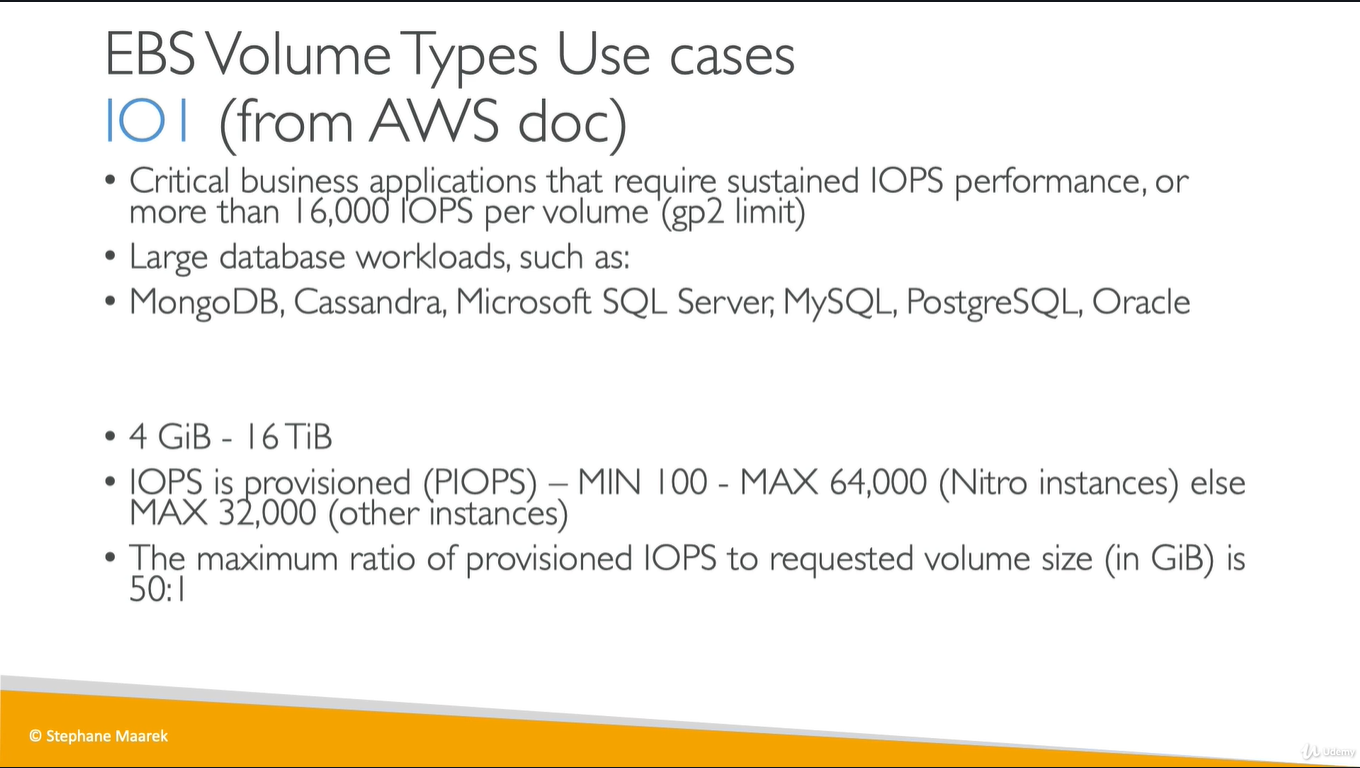 EBS Volume Types Use cases
IO1 (from AWS doc)
• Critical business applications that require sustained IOPS performance, or
more than 16,000 IOPS per volume (gp2 limit)
• Large database workloads, such as:
• MongoDB, Cassandra, Microsoft SQL Server, MySQL, PostgreSQL, Oracle
• 4 GiB - 16 TiB
• IOPS is provisioned (PIOPS) – MIN 100 - MAX 64,000 (Nitro instances) else
MAX 32,000 (other instances)
• The maximum ratio of provisioned IOPS to requested volume size (in GiB) is
50:1
© Stephane Maarek
Udemy